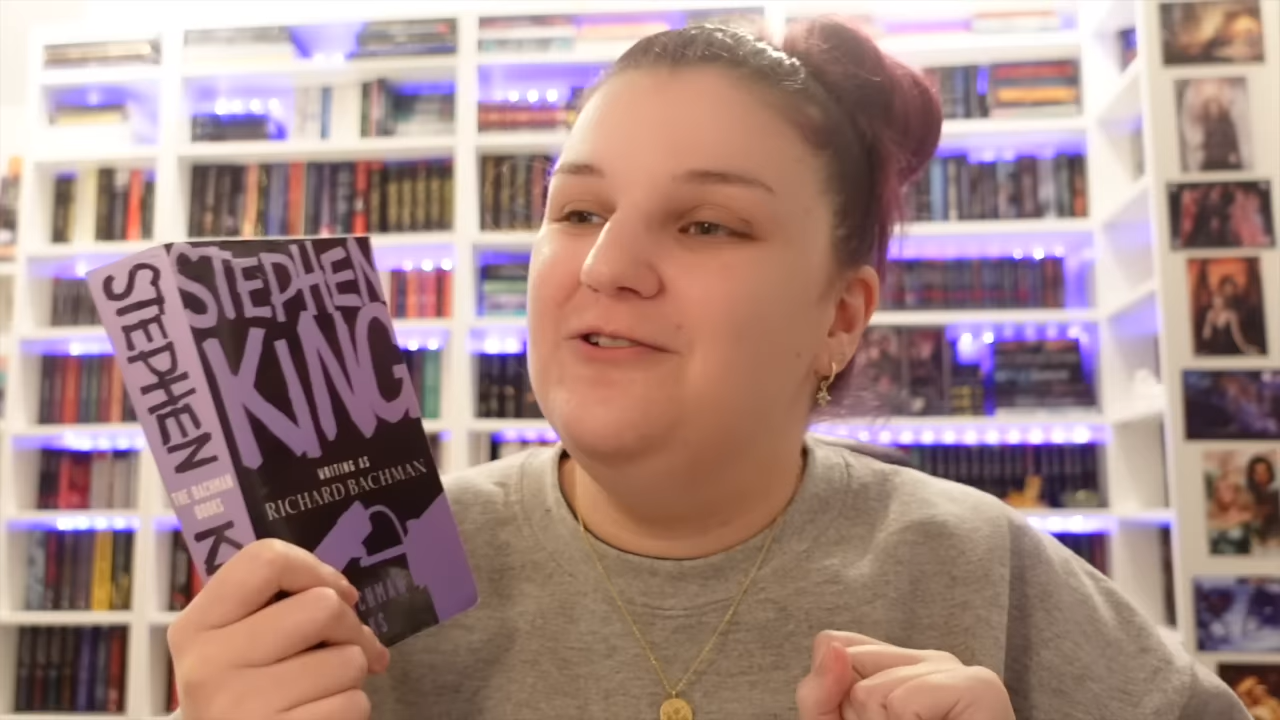 STEPHEN
KING
WRITING AS
RICHARD BACHMAN
STEPHEN
THE BACHMAN
BOOKS